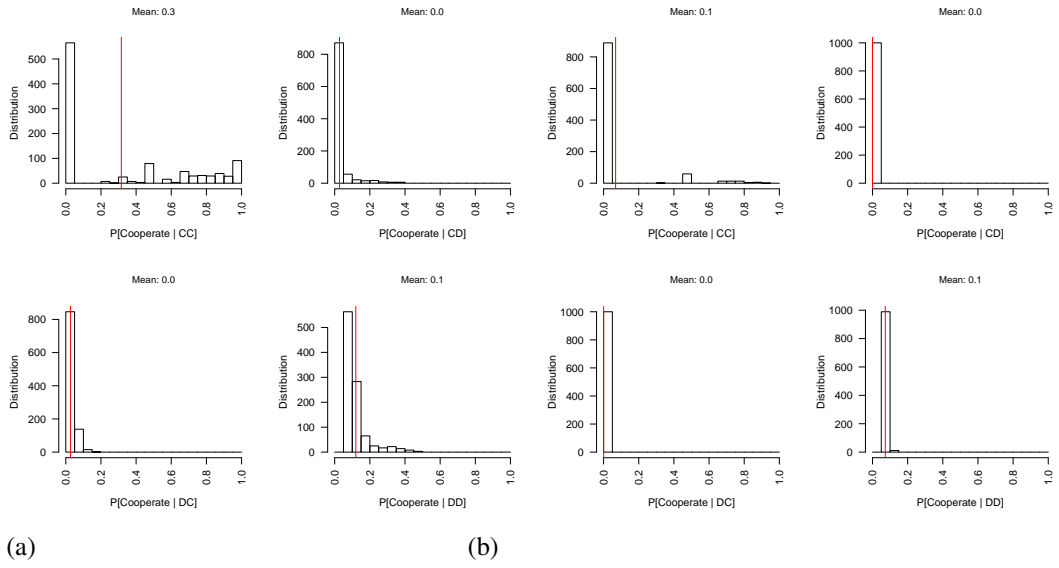 Mean: 0.3
Distribution
0 100 200 300 400 500
0.0 0.2 0.4 0.6 0.8 1.0
P[Cooperate | CC]
Mean: 0.0
Distribution
0 200 400 600 800
0.0 0.2 0.4 0.6 0.8 1.0
P[Cooperate | CD]
Mean: 0.1
Distribution
0 200 400 600 800
0.0 0.2 0.4 0.6 0.8 1.0
P[Cooperate | CC]
Mean: 0.0
Distribution
0 200 400 600 800 1000
0.0 0.2 0.4 0.6 0.8 1.0
P[Cooperate | CD]
Mean: 0.0
Distribution
0 200 400 600 800
0.0 0.2 0.4 0.6 0.8 1.0
P[Cooperate | DC]
Mean: 0.1
Distribution
0 100 200 300 400 500
0.0 0.2 0.4 0.6 0.8 1.0
P[Cooperate | DD]
Mean: 0.0
Distribution
0 200 400 600 800 1000
0.0 0.2 0.4 0.6 0.8 1.0
P[Cooperate | DC]
Mean: 0.1
Distribution
0 200 400 600 800 1000
0.0 0.2 0.4 0.6 0.8 1.0
P[Cooperate | DD]
(a) (b)